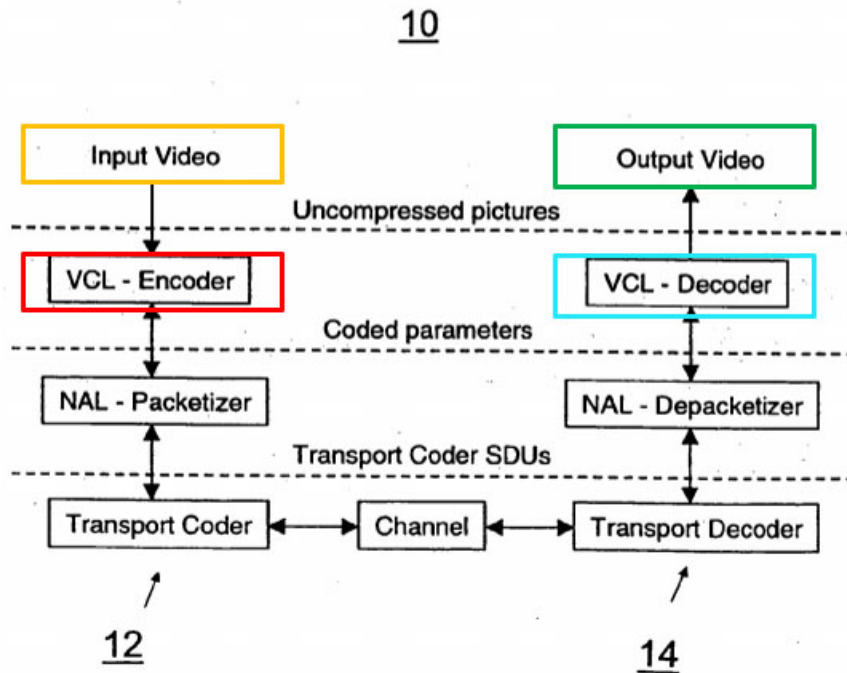 10
Input Video
Output Video
Uncompressed pictures
VCL - Encoder
VCL - Decoder
Coded parameters
NAL - Packetizer
NAL - Depacketizer
Transport Coder SDUs
Transport Coder
Channel
Transport Decoder
12
14